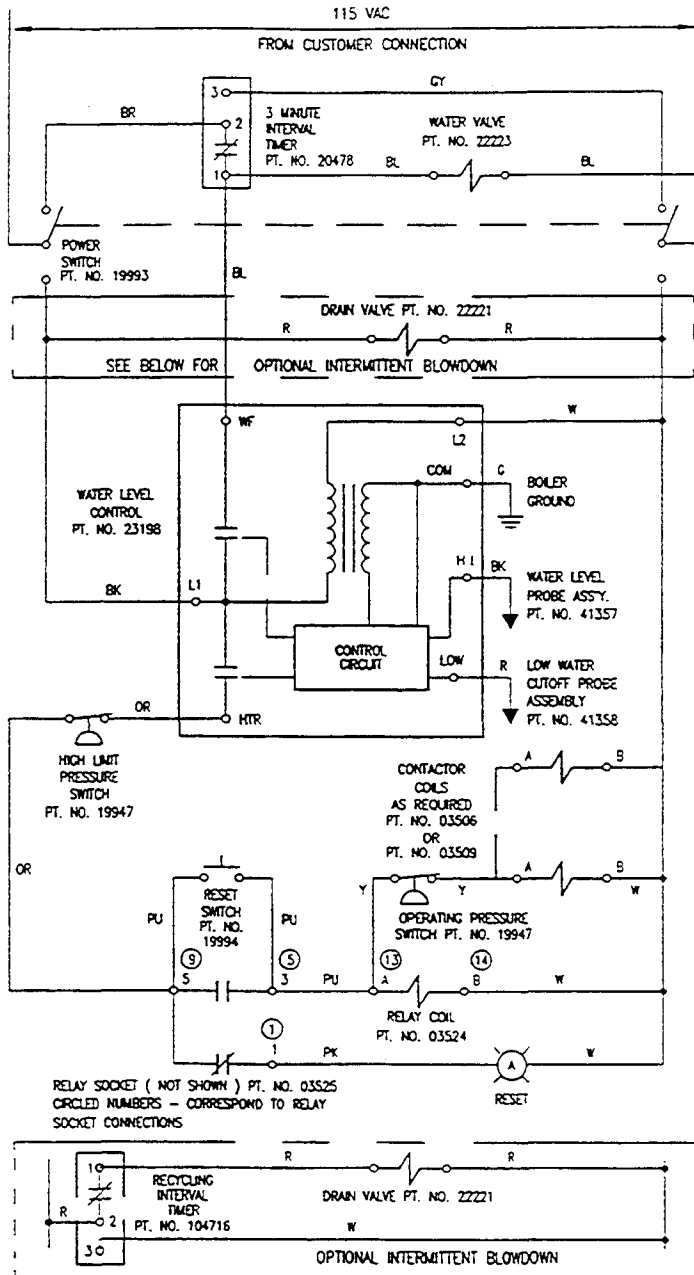 115 VAC
FROM CUSTOMER CONNECTION
GY
3
BR
2
3 MINUTE
INTERVAL
TIMER
PT. NO. 20478
WATER VALVE
PT. NO. 22223
1
BL
BL
POWER
SWITCH
PT. NO. 19993
BL
DRAIN VALVE PT. NO. 22221
R
R
SEE BELOW FOR OPTIONAL INTERMITTENT BLOWDOWN
WF
W
L2
COM
G
BOILER
GROUND
WATER LEVEL
CONTROL
PT. NO. 23198
HI
BK
WATER LEVEL
PROBE ASS'Y.
PT. NO. 41357
BK
L1
CONTROL
CIRCUIT
LOW
R
LOW WATER
CUTOFF PROBE
ASSEMBLY
PT. NO. 41358
OR
HTR
HIGH LIMIT
PRESSURE
SWITCH
PT. NO. 19947
CONTACTOR
COILS
AS REQUIRED
PT. NO. 03506
OR
PT. NO. 03509
A
B
OR
A
B
W
Y
Y
RESET
SWITCH
PT. NO.
19994
PU
PU
OPERATING PRESSURE
SWITCH PT. NO. 19947
9
5
13
14
5
3
PU
A
B
W
RELAY COIL
PT. NO. 03524
1
1
PK
A
W
RESET
RELAY SOCKET ( NOT SHOWN ) PT. NO. 03525
CIRCLED NUMBERS - CORRESPOND TO RELAY
SOCKET CONNECTIONS
1
R
R
RECYCLING
INTERVAL
TIMER
PT. NO. 104716
DRAIN VALVE PT. NO. 22221
R
2
W
3
OPTIONAL INTERMITTENT BLOWDOWN